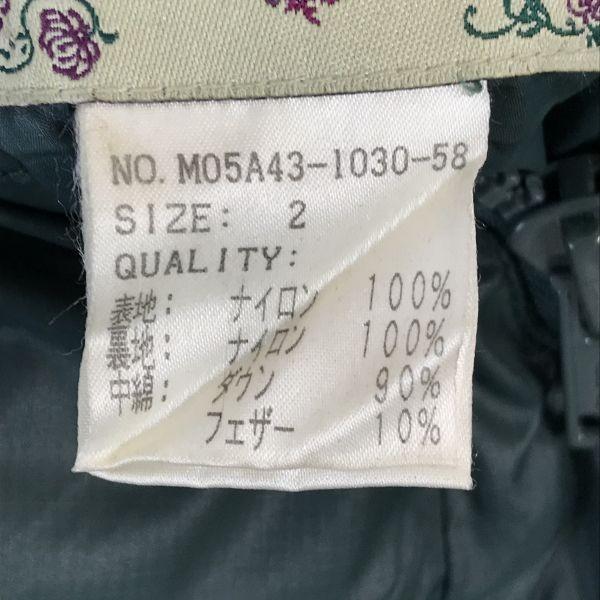 NO. M05A43-1030-58
SIZE: 2
QUALITY:
表地: ナイロン 100%
裏地: ナイロン 100%
中綿: ダウン 90%
フェザー 10%